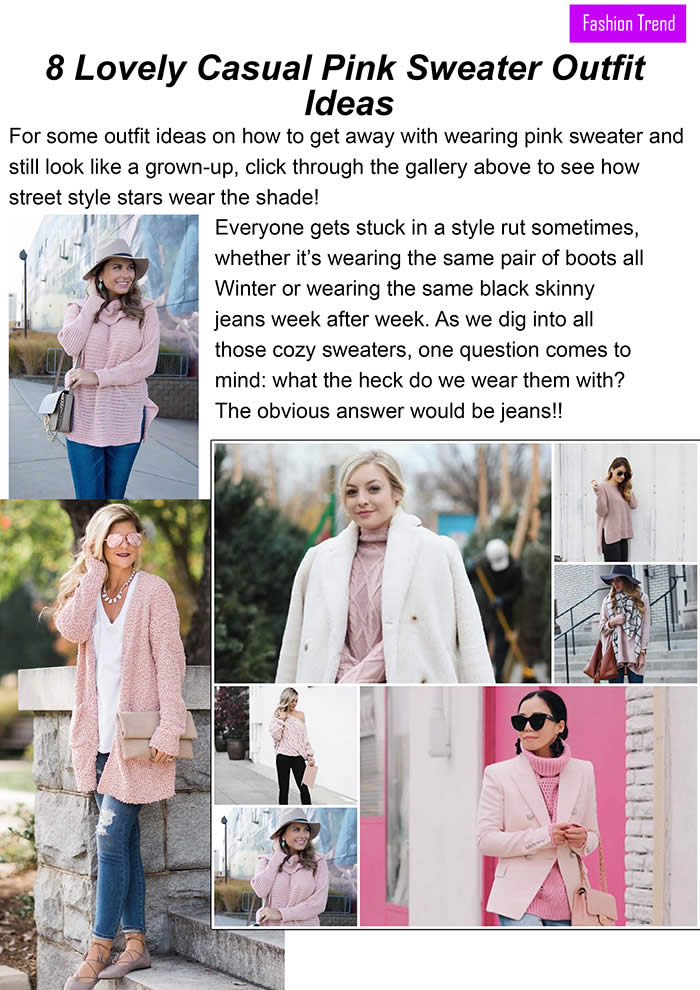 Fashion Trend
8 Lovely Casual Pink Sweater Outfit
Ideas
For some outfit ideas on how to get away with wearing pink sweater and
still look like a grown-up, click through the gallery above to see how
street style stars wear the shade!
Everyone gets stuck in a style rut sometimes,
whether it’s wearing the same pair of boots all
Winter or wearing the same black skinny
jeans week after week. As we dig into all
those cozy sweaters, one question comes to
mind: what the heck do we wear them with?
The obvious answer would be jeans!!